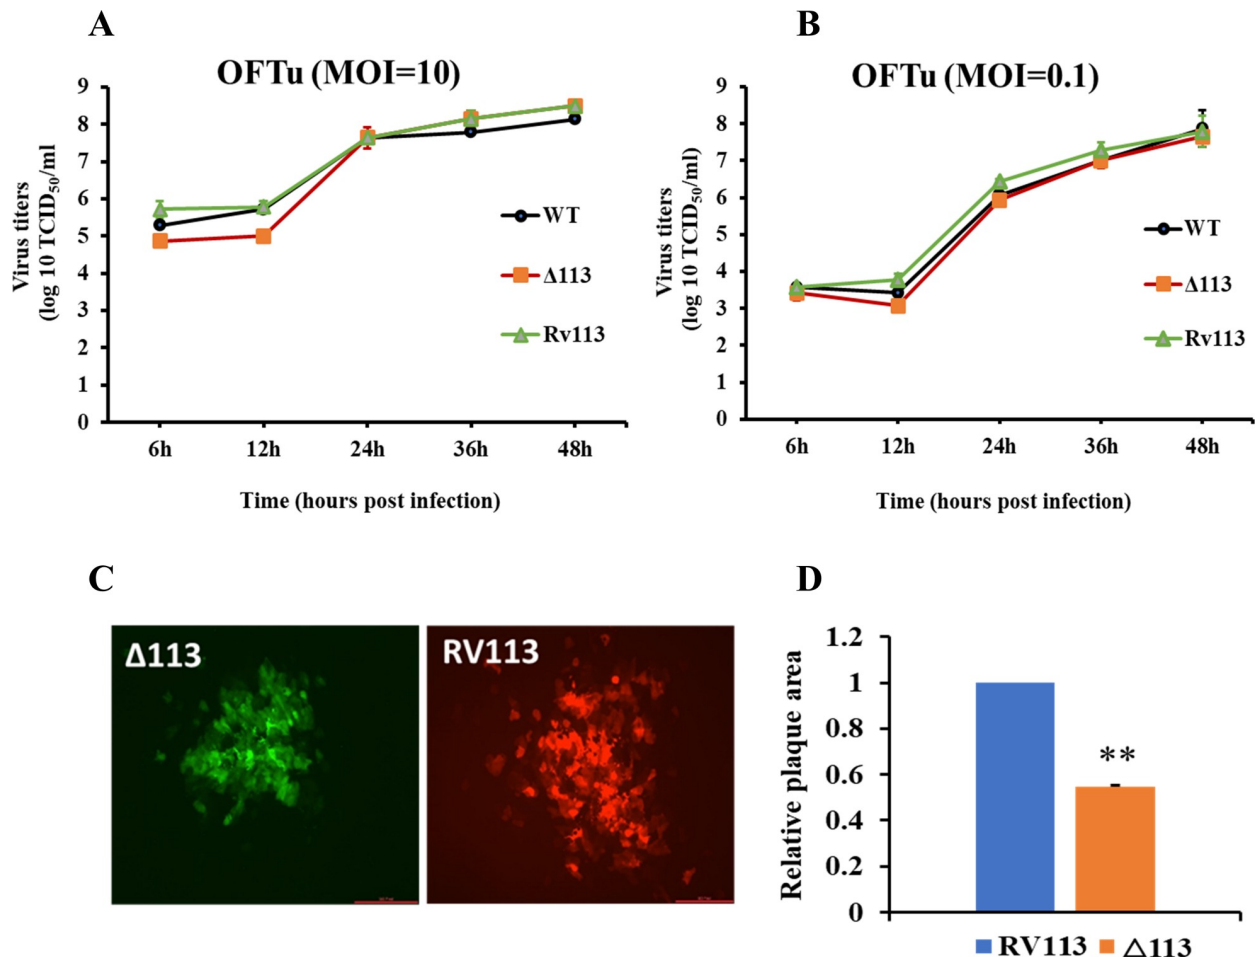 A
B
OFTu (MOI=10)
OFTu (MOI=0.1)
Virus titers
(log 10 TCID50/ml
9
8
7
6
5
4
3
2
1
0
6h 12h 24h 36h 48h
Time (hours post infection)
WT
Δ113
Rv113
Virus titers
(log 10 TCID50/ml)
9
8
7
6
5
4
3
2
1
0
6h 12h 24h 36h 48h
Time (hours post infection)
WT
Δ113
Rv113
C
D
Δ113
RV113
Relative plaque area
1.2
1
0.8
0.6
0.4
0.2
0
**
RV113 △113